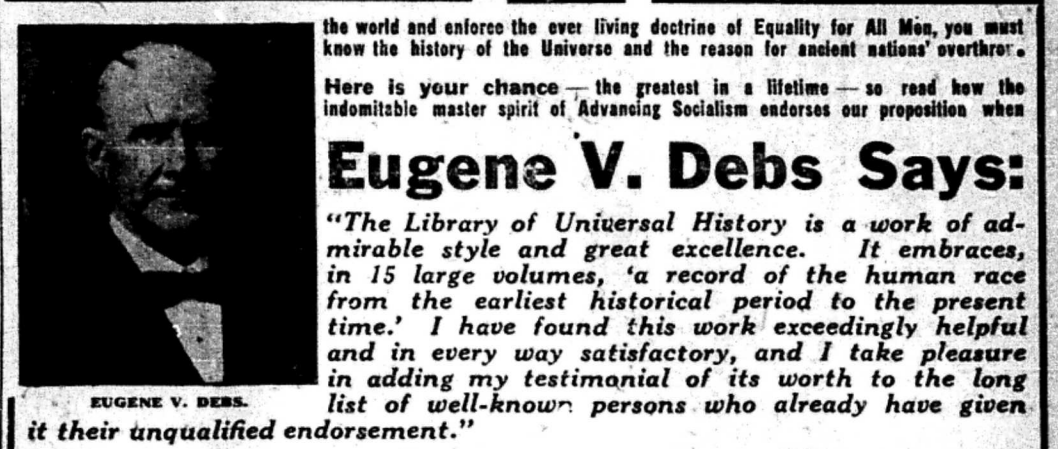 the world and enforce the ever living doctrine of Equality for All Men, you must
know the history of the Universe and the reason for ancient nations' overthrow.
Here is your chance — the greatest in a lifetime — so read how the
indomitable master spirit of Advancing Socialism endorses our proposition when
Eugene V. Debs Says:
"The Library of Universal History is a work of ad-
mirable style and great excellence. It embraces,
in 15 large volumes, 'a record of the human race
from the earliest historical period to the present
time.' I have found this work exceedingly helpful
and in every way satisfactory, and I take pleasure
in adding my testimonial of its worth to the long
list of well-known persons who already have given
it their unqualified endorsement."
EUGENE V. DEBS.